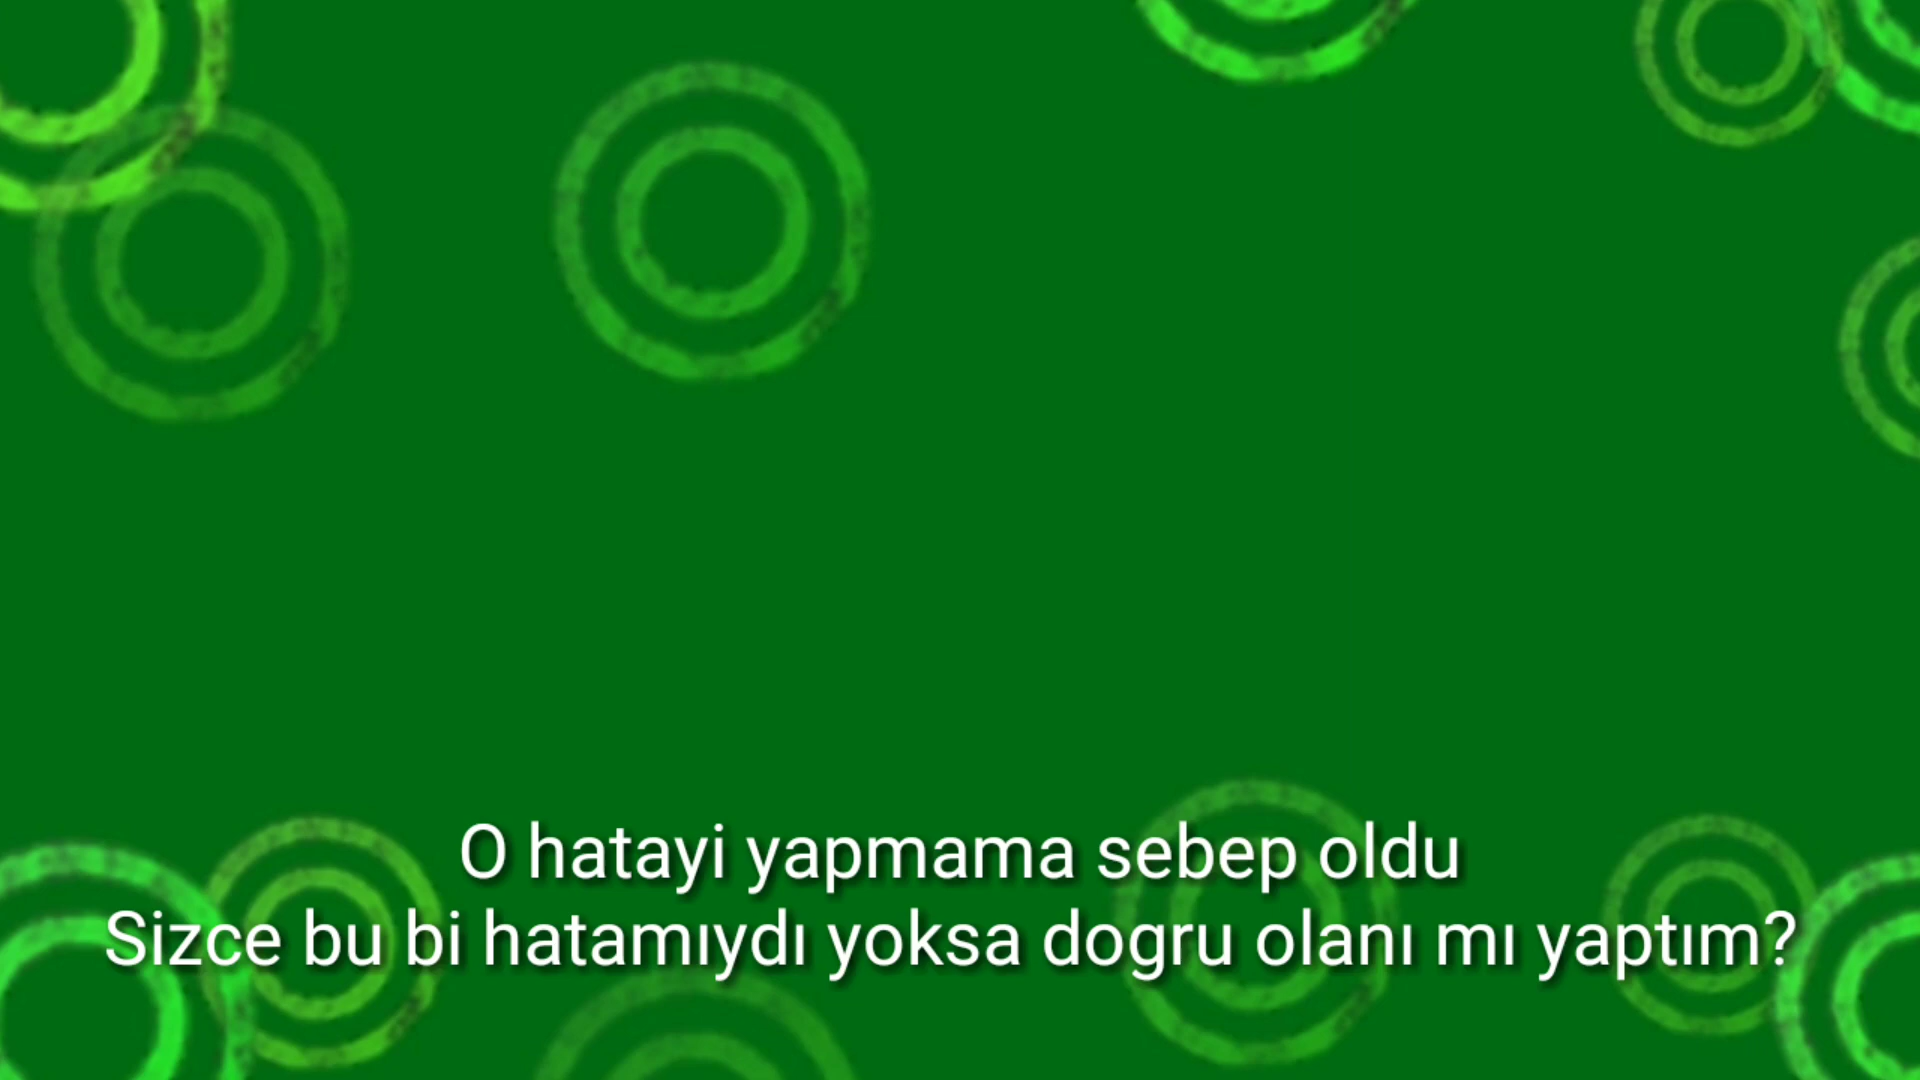 O hatayi yapmama sebep oldu
Sizce bu bi hatamıydı yoksa dogru olanı mı yaptım?